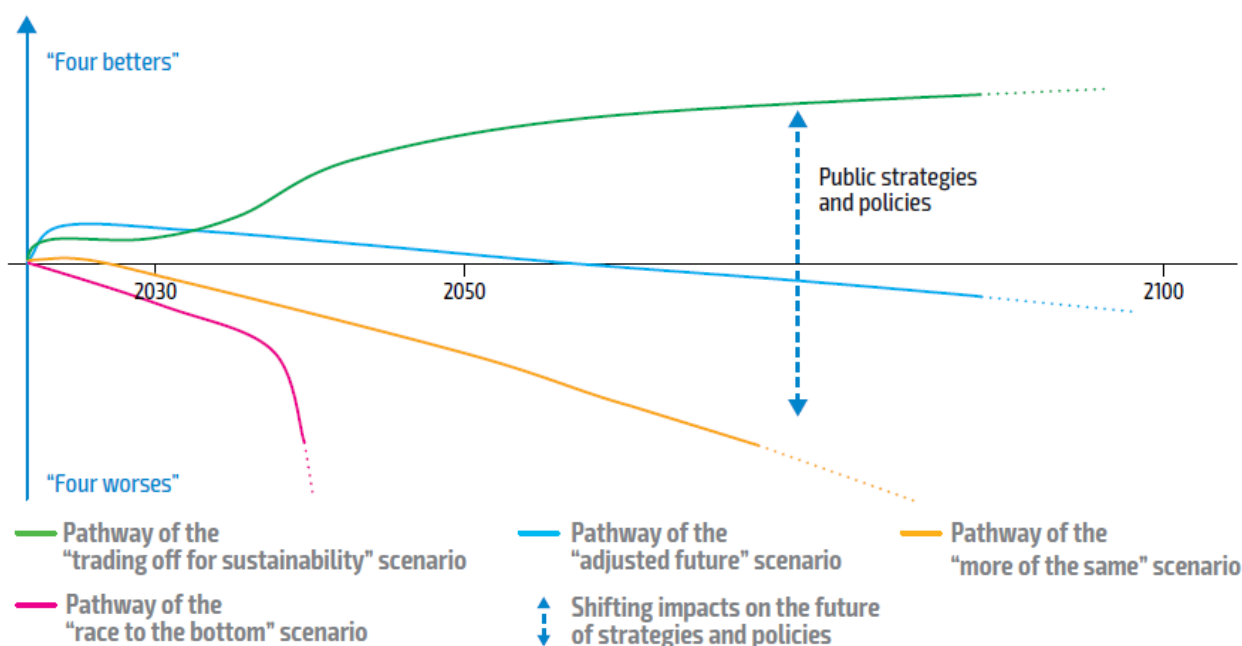 “Four betters”
Public strategies
and policies
2030
2050
2100
“Four worses”
Pathway of the
“trading off for sustainability” scenario
Pathway of the
“adjusted future” scenario
Pathway of the
“more of the same” scenario
Pathway of the
“race to the bottom” scenario
Shifting impacts on the future
of strategies and policies